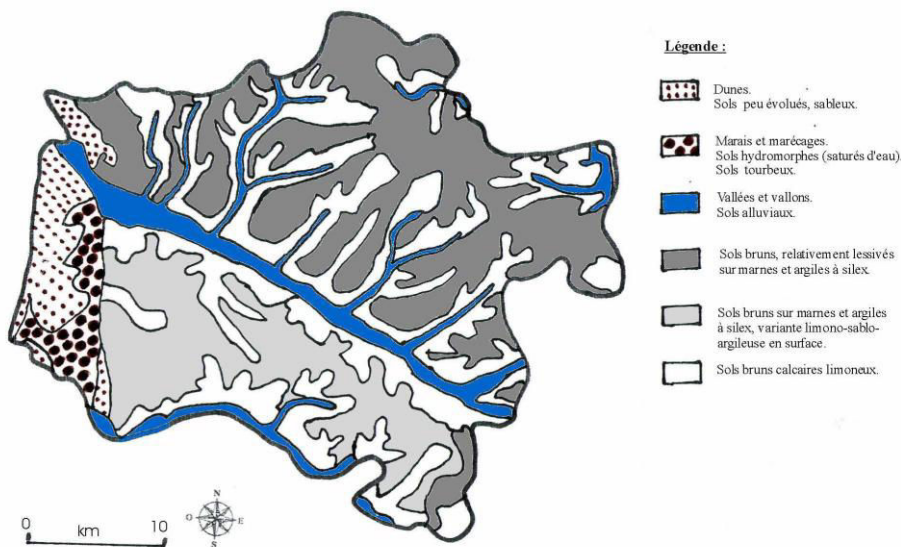 Légende :
Dunes.
Sols peu évolués, sableux.
Marais et marécages.
Sols hydromorphes (saturés d'eau)
Sols tourbeux.
Vallées et vallons.
Sols alluviaux.
Sols bruns, relativement lessivés
sur marnes et argiles à silex.
Sols bruns sur marnes et argiles
à silex, variante limono-sablo-
argileuse en surface.
Sols bruns calcaires limoneux.
N
O
E
S
0 km 10